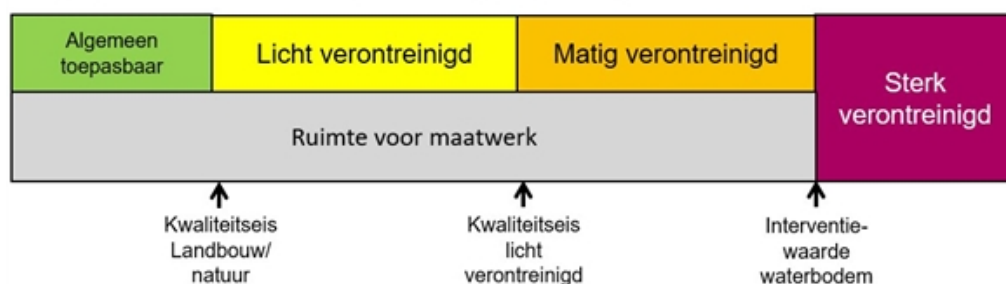 Algemeen
toepasbaar
Licht verontreinigd
Matig verontreinigd
Sterk
verontreinigd
Ruimte voor maatwerk
Kwaliteitseis
Landbouw/
natuur
Kwaliteitseis
licht
verontreinigd
Interventie-
waarde
waterbodem